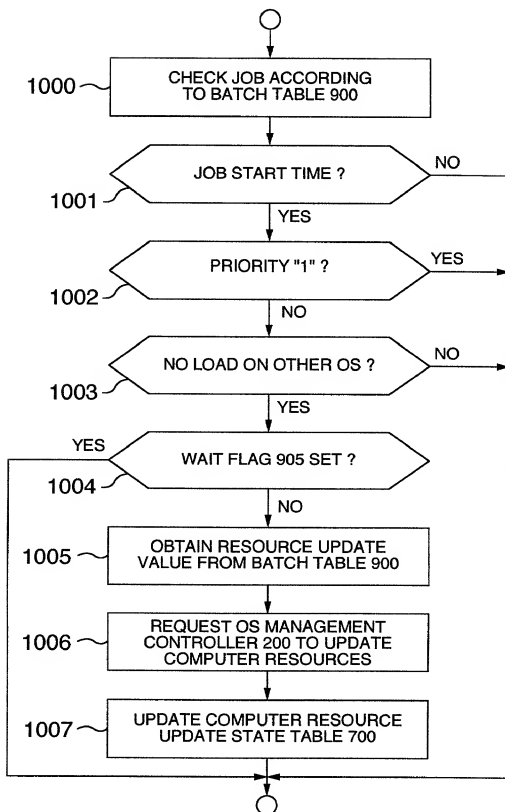 1000
CHECK JOB ACCORDING
TO BATCH TABLE 900
JOB START TIME ?
NO
1001
YES
PRIORITY "1" ?
YES
1002
NO
NO LOAD ON OTHER OS ?
NO
1003
YES
YES
WAIT FLAG 905 SET ?
1004
NO
1005
OBTAIN RESOURCE UPDATE
VALUE FROM BATCH TABLE 900
1006
REQUEST OS MANAGEMENT
CONTROLLER 200 TO UPDATE
COMPUTER RESOURCES
1007
UPDATE COMPUTER RESOURCE
UPDATE STATE TABLE 700